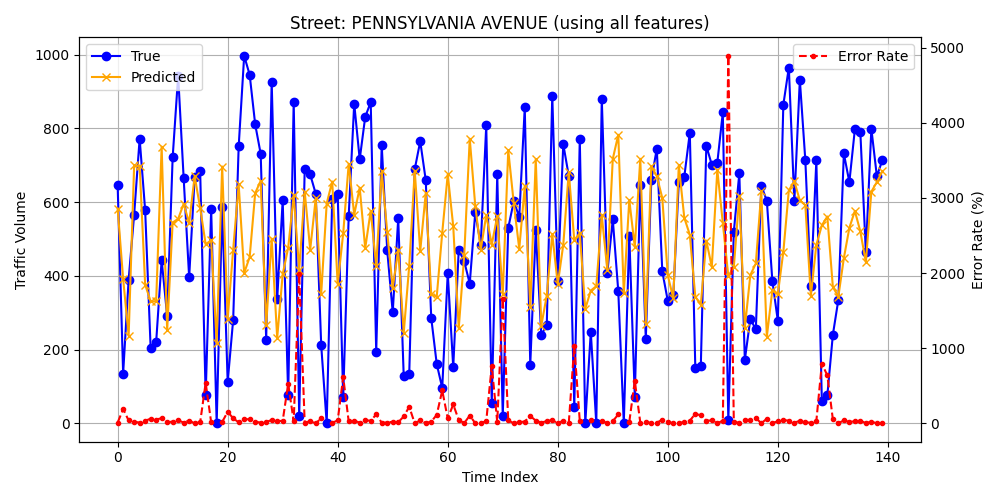 Street: PENNSYLVANIA AVENUE (using all features)
True
Predicted
Error Rate
1000
800
600
400
200
0
Traffic Volume
5000
4000
3000
2000
1000
0
Error Rate (%)
0 20 40 60 80 100 120 140
Time Index